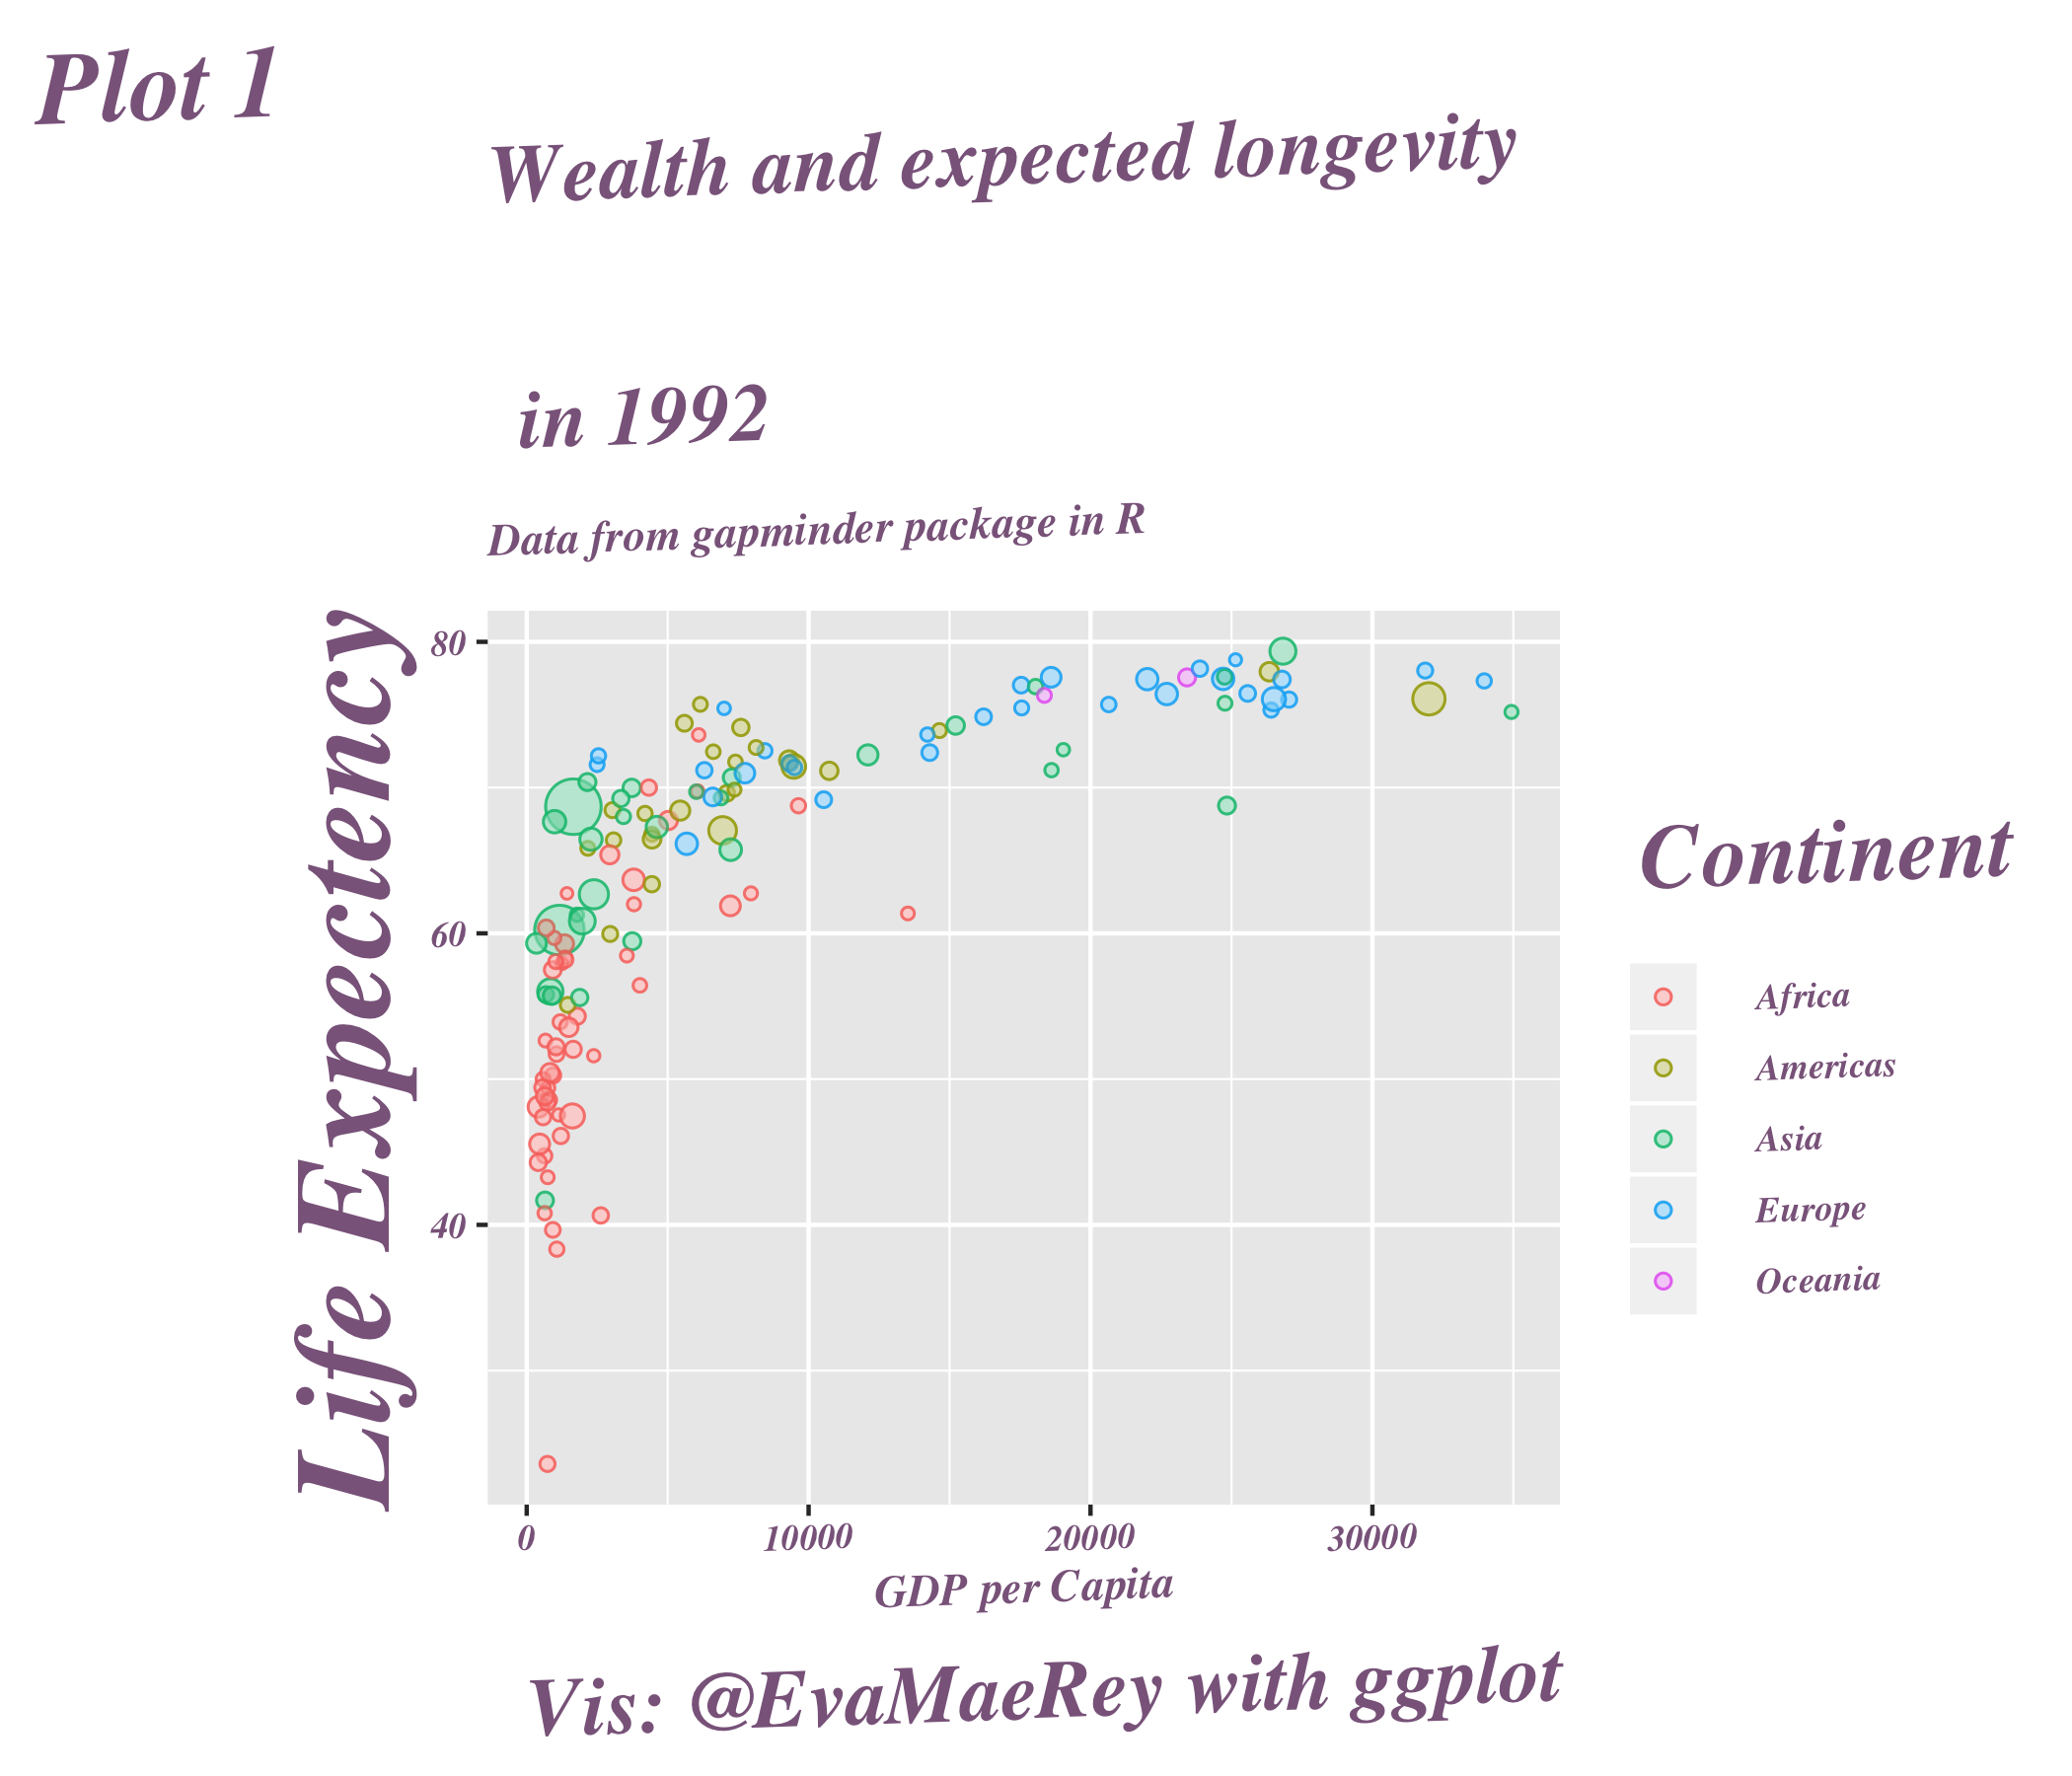 Plot 1
Wealth and expected longevity
in 1992
Data from gapminder package in R
Life Expectency
80
60
40
0 10000 20000 30000
GDP per Capita
Continent
Africa
Americas
Asia
Europe
Oceania
Vis: @EvaMaeRey with ggplot